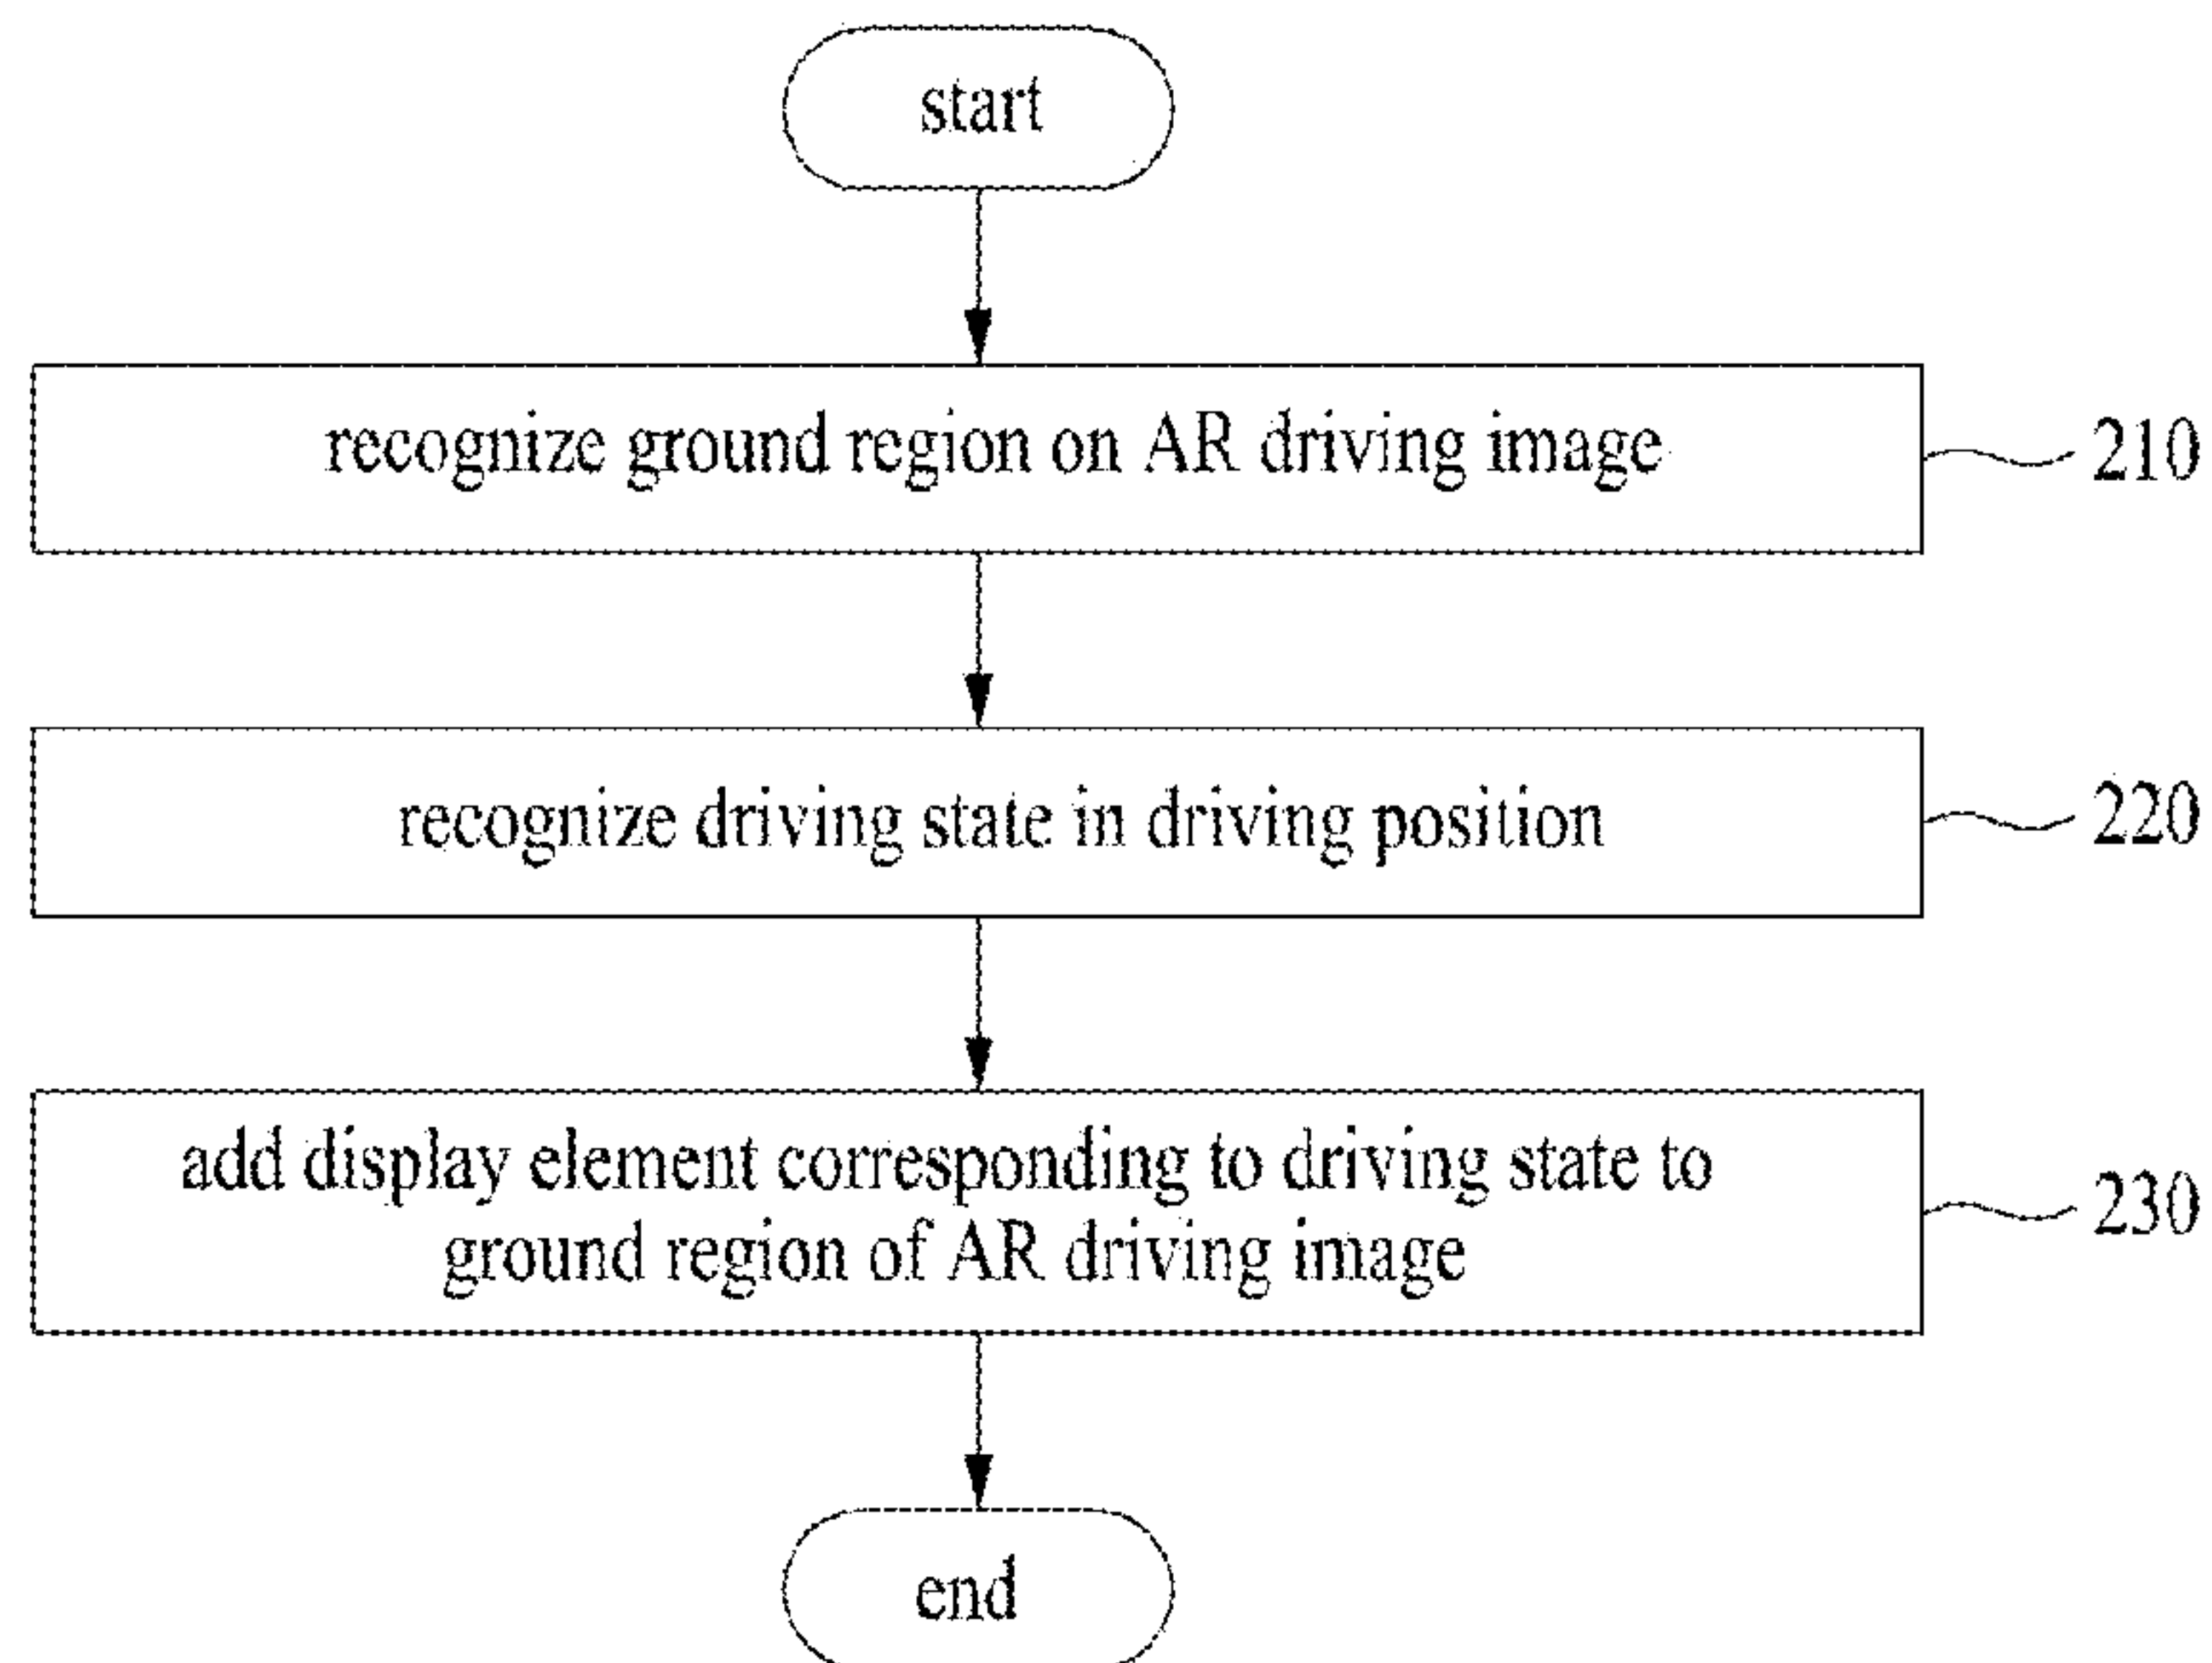 start
recognize ground region on AR driving image
210
recognize driving state in driving position
220
add display element corresponding to driving state to
ground region of AR driving image
230
end